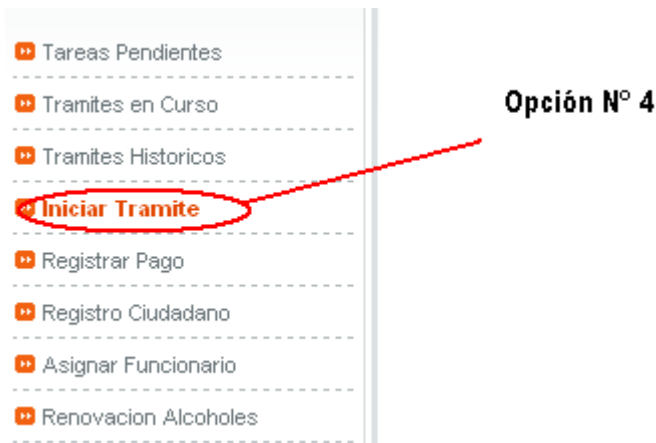 Tareas Pendientes
Tramites en Curso
Opción N° 4
Tramites Historicos
Iniciar Tramite
Registrar Pago
Registro Ciudadano
Asignar Funcionario
Renovacion Alcoholes